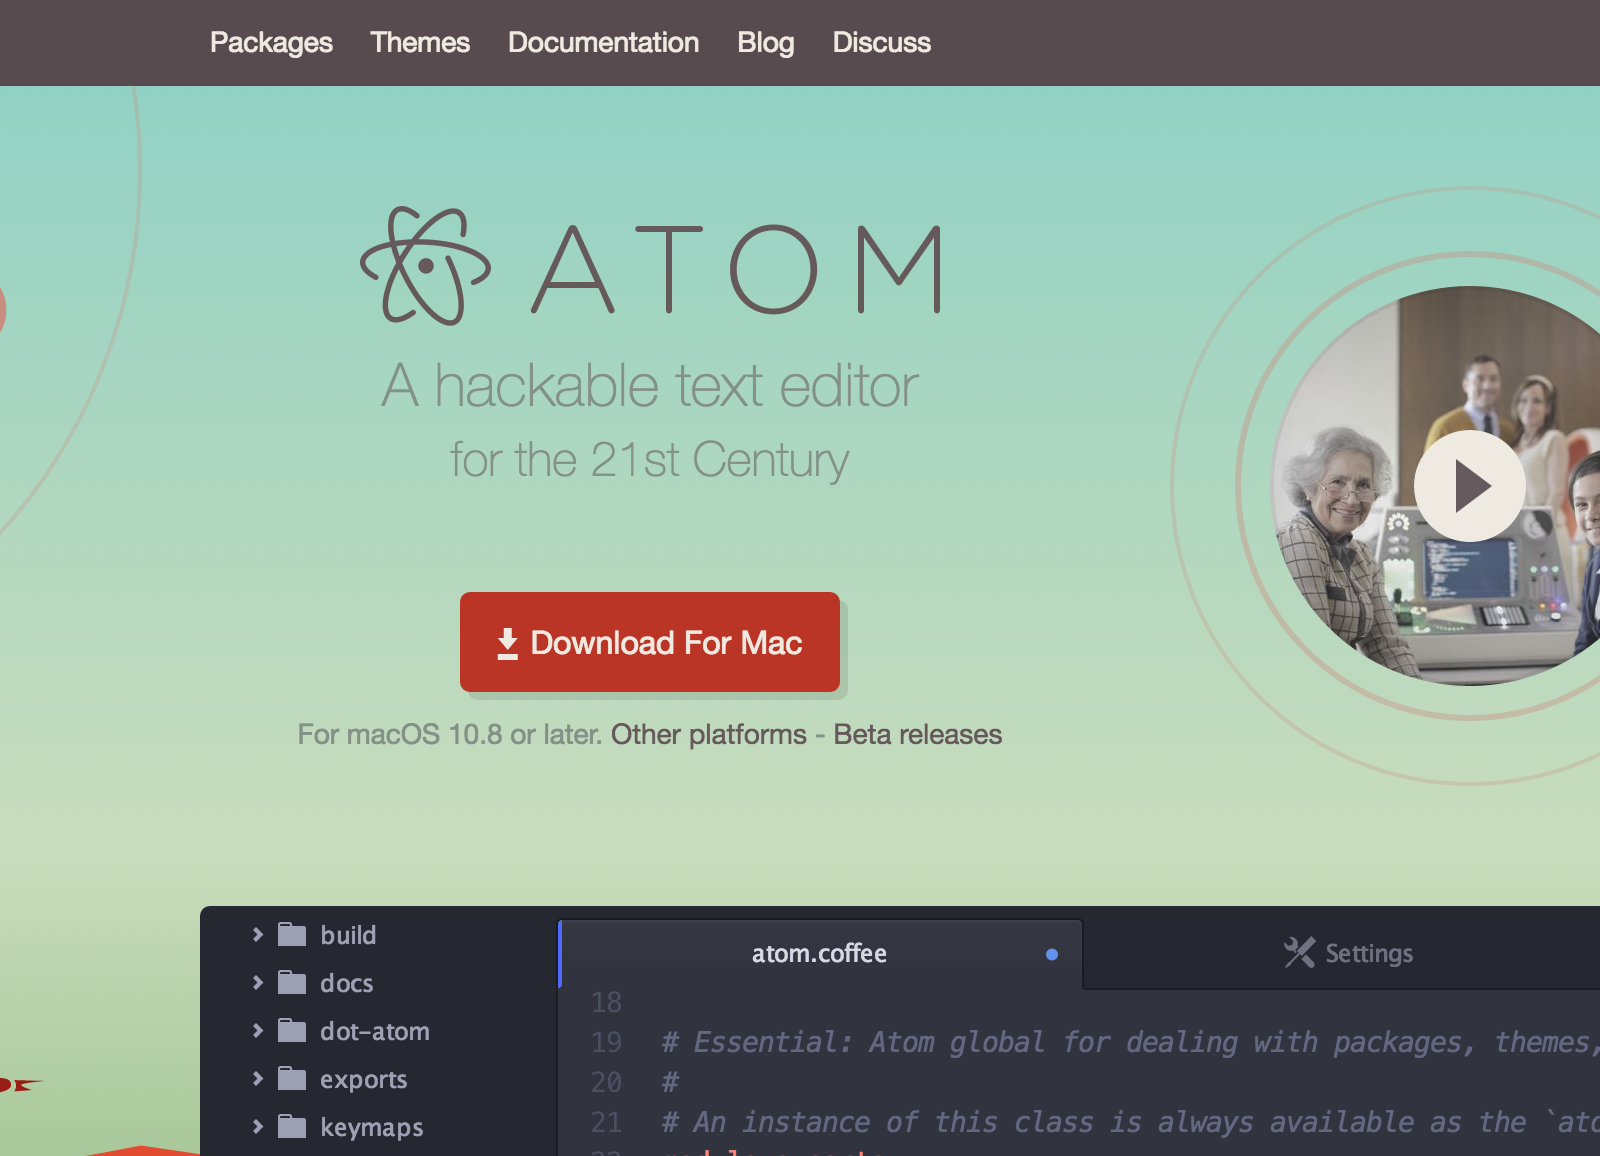 Packages Themes Documentation Blog Discuss
ATOM
A hackable text editor
for the 21st Century
Download For Mac
For macOS 10.8 or later. Other platforms - Beta releases
build
docs
dot-atom
exports
keymaps
atom.coffee
Settings
18
19 # Essential: Atom global for dealing with packages, themes,
20 #
21 # An instance of this class is always available as the `ato